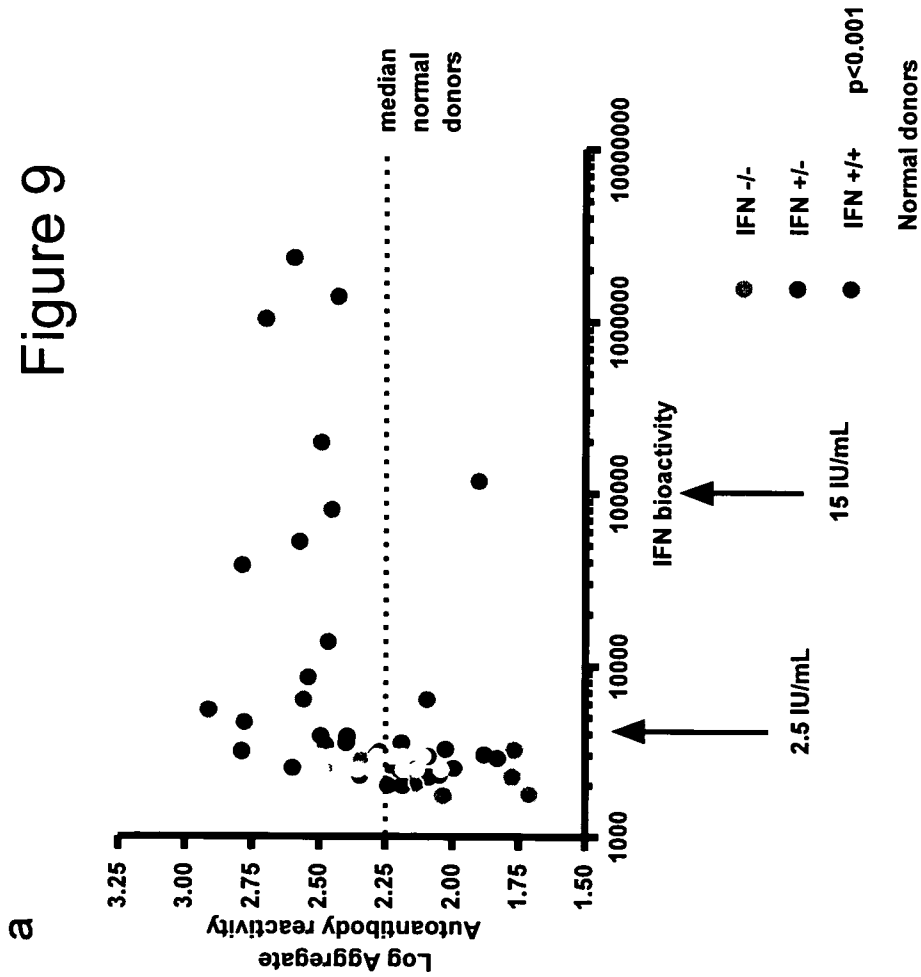 Figure 9
a
Log Aggregate
Autoantibody reactivity
3.25
3.00
2.75
2.50
2.25
2.00
1.75
1.50
median
normal
donors
1000
10000
100000
1000000
10000000
IFN bioactivity
2.5 IU/mL
15 IU/mL
IFN -/-
IFN +/-
IFN +/+ p<0.001
Normal donors